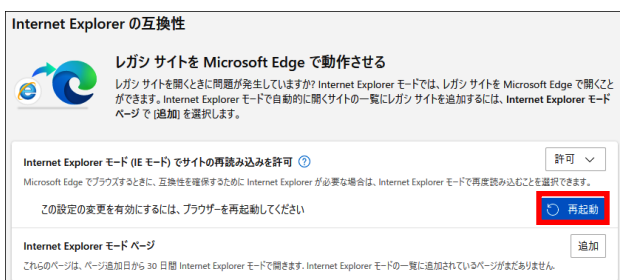 Internet Explorer の互換性
レガシ サイトを Microsoft Edge で動作させる
レガシ サイトを開くときに問題が発生していますか? Internet Explorer モードでは、レガシ サイトを Microsoft Edge で開くこと
ができます。Internet Explorer モードで自動的に開くサイトの一覧にレガシ サイトを追加するには、Internet Explorer モード
ページ で [追加] を選択します。
Internet Explorer モード (IE モード) でサイトの再読み込みを許可 ?
許可
Microsoft Edge でブラウズするときに、互換性を確保するために Internet Explorer が必要な場合は、Internet Explorer モードで再度読み込むことを選択できます。
この設定の変更を有効にするには、ブラウザーを再起動してください
再起動
Internet Explorer モード ページ
追加
これらのページは、ページ追加日から 30 日間 Internet Explorer モードで開きます. Internet Explorer モードの一覧に追加されているページがまだありません.